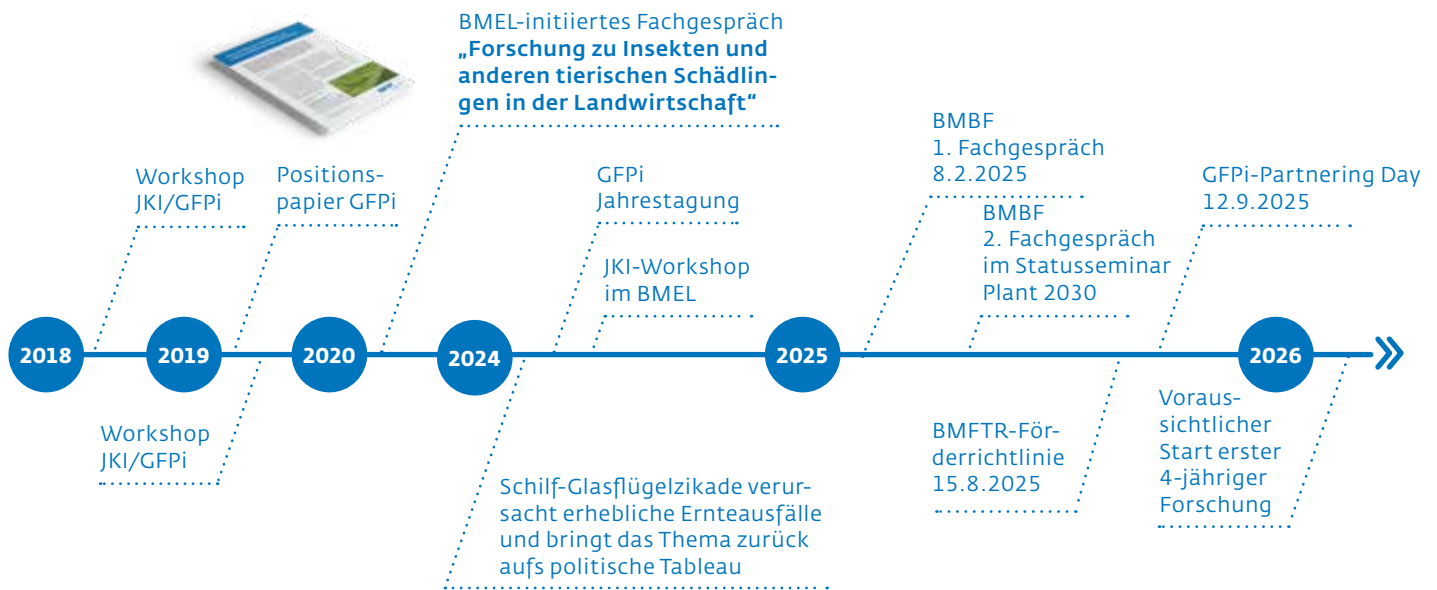 BMEL-initiiertes Fachgespräch
„Forschung zu Insekten und
anderen tierischen Schädlin-
gen in der Landwirtschaft“
Workshop
JKI/GFPi
Positions-
papier GFPi
GFPi
Jahrestagung
JKI-Workshop
im BMEL
BMBF
1. Fachgespräch
8.2.2025
BMBF
2. Fachgespräch
im Statusseminar
Plant 2030
GFPi-Partnering Day
12.9.2025
2018
2019
2020
2024
2025
2026
Workshop
JKI/GFPi
Schilf-Glasflügelzikade verur-
sacht erhebliche Ernteausfälle
und bringt das Thema zurück
aufs politische Tableau
BMFTR-För-
derrichtlinie
15.8.2025
Voraus-
sichtlicher
Start erster
4-jähriger
Forschung